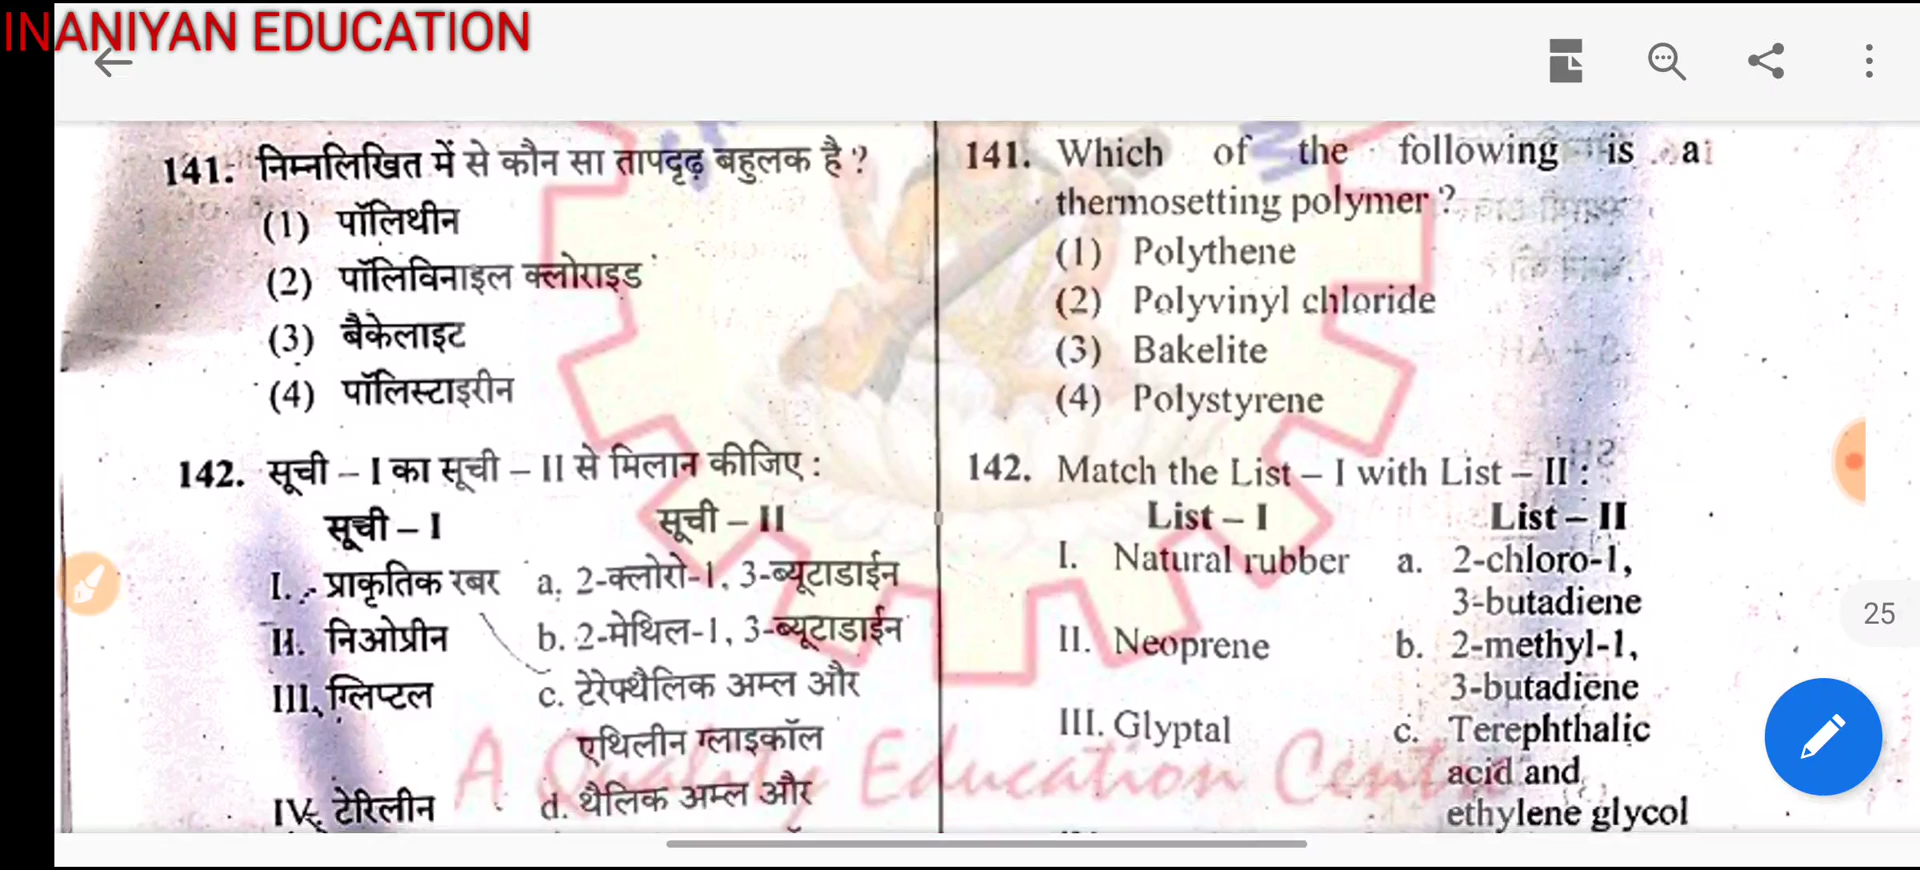 INANIYAN EDUCATION
141. निम्नलिखित में से कौन सा तापदृढ़ बहुलक है ?
(1) पॉलिथीन
(2) पॉलिविनाइल क्लोराइड
(3) बैकेलाइट
(4) पॉलिस्टाइरीन
142. सूची – I का सूची – II से मिलान कीजिए :
सूची – I सूची – II
I. प्राकृतिक रबर a. 2-क्लोरो-1, 3-ब्यूटाडाईन
II. निओप्रीन b. 2-मेथिल-1, 3-ब्यूटाडाईन
III. ग्लिप्टल c. टेरेफ्थैलिक अम्ल और
एथिलीन ग्लाइकॉल
IV. टेरिलीन d. थैलिक अम्ल और
141. Which of the following is a
thermosetting polymer ?
(1) Polythene
(2) Polyvinyl chloride
(3) Bakelite
(4) Polystyrene
142. Match the List – I with List – II :
List – I List – II
I. Natural rubber a. 2-chloro-1,
3-butadiene
II. Neoprene b. 2-methyl-1,
3-butadiene
III. Glyptal c. Terephthalic
acid and
ethylene glycol
A Quality Education
25